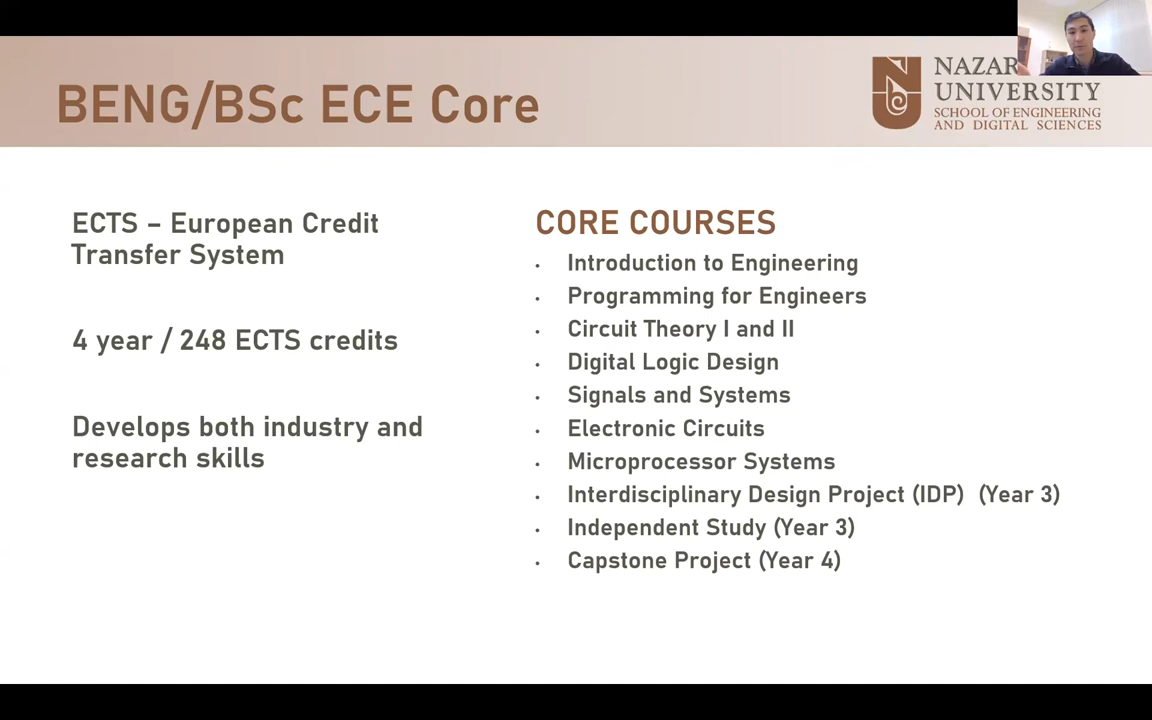 BENG/BSc ECE Core
UNIVERSITY
SCHOOL OF ENGINEERING
AND DIGITAL SCIENCES
ECTS – European Credit
Transfer System
4 year / 248 ECTS credits
Develops both industry and
research skills
CORE COURSES
• Introduction to Engineering
• Programming for Engineers
• Circuit Theory I and II
• Digital Logic Design
• Signals and Systems
• Electronic Circuits
• Microprocessor Systems
• Interdisciplinary Design Project (IDP) (Year 3)
• Independent Study (Year 3)
• Capstone Project (Year 4)